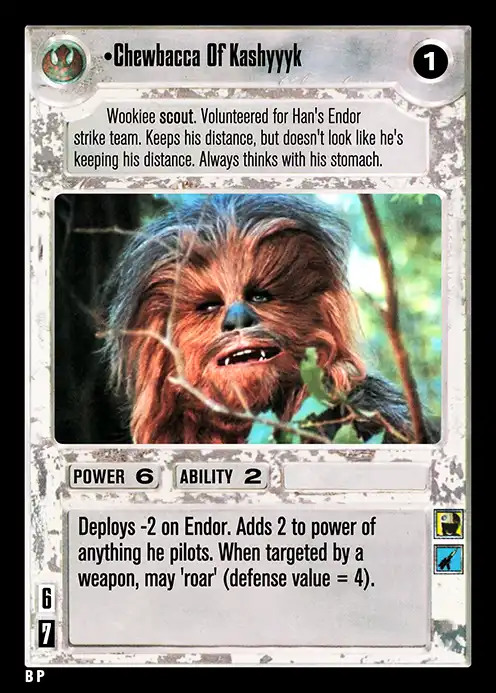 •Chewbacca Of Kashyyyk
1
Wookiee scout. Volunteered for Han's Endor
strike team. Keeps his distance, but doesn't look like he's
keeping his distance. Always thinks with his stomach.
POWER 6 ABILITY 2
Deploys -2 on Endor. Adds 2 to power of
anything he pilots. When targeted by a
weapon, may 'roar' (defense value = 4).
6
7
B P